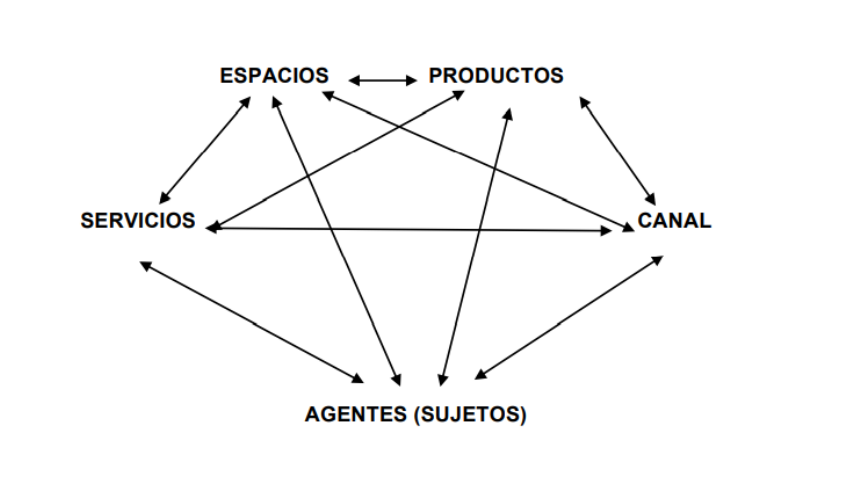 ESPACIOS PRODUCTOS
SERVICIOS CANAL
AGENTES (SUJETOS)